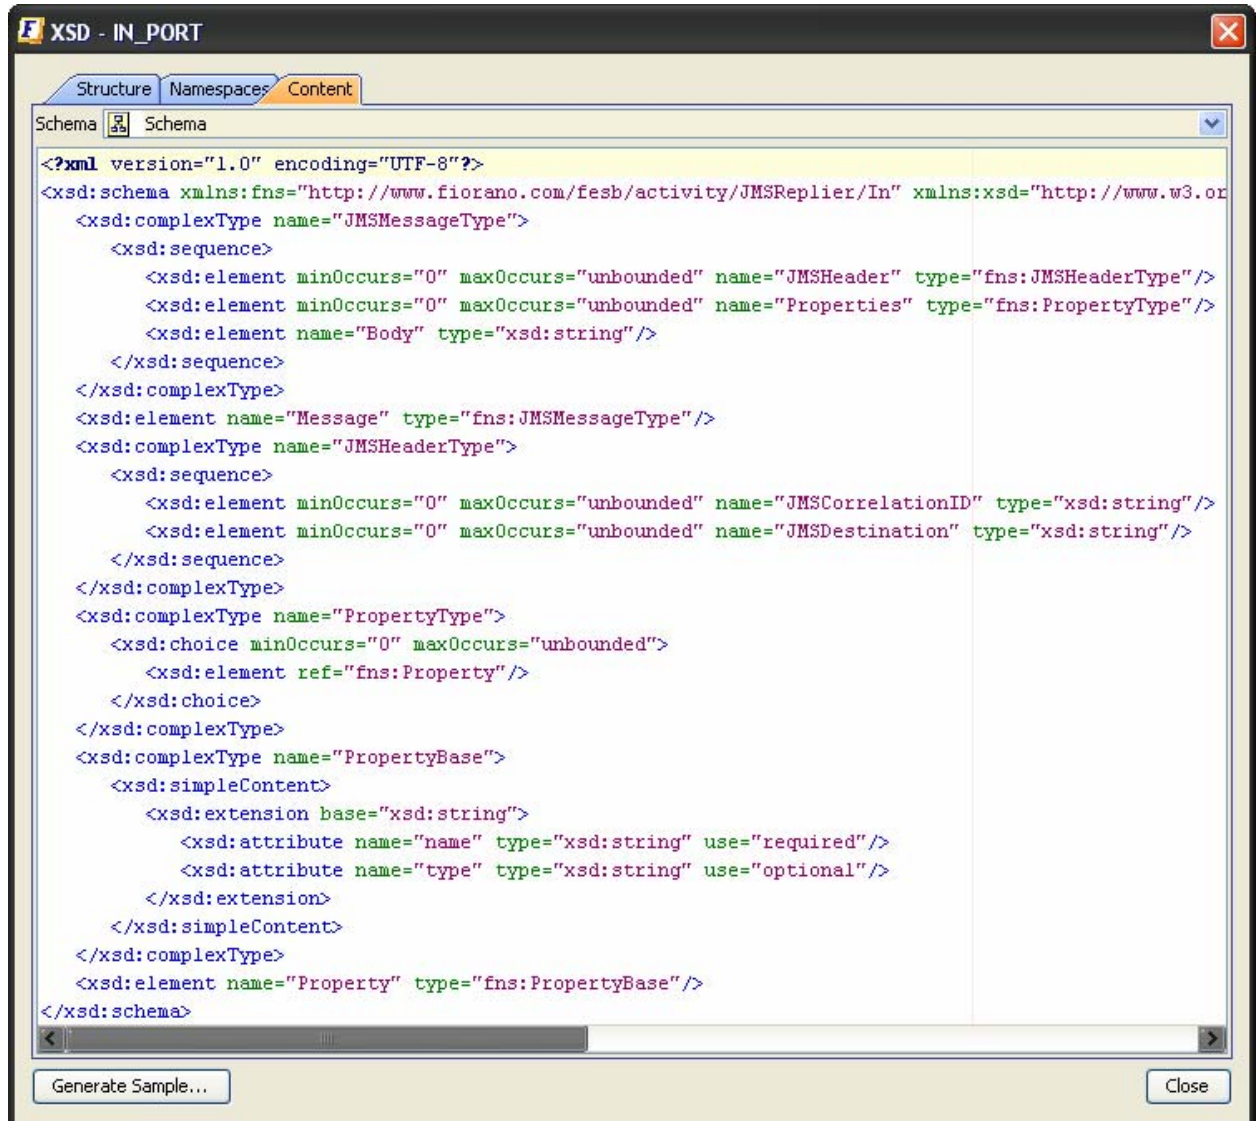 XSD - IN_PORT
Structure Namespaces Content
Schema Schema
<?xml version="1.0" encoding="UTF-8"?>
<xsd:schema xmlns:fns="http://www.fiorano.com/fesb/activity/JMSReplier/In" xmlns:xsd="http://www.w3.or
<xsd:complexType name="JMSMessageType">
<xsd:sequence>
<xsd:element minOccurs="0" maxOccurs="unbounded" name="JMSHeader" type="fns:JMSHeaderType"/>
<xsd:element minOccurs="0" maxOccurs="unbounded" name="Properties" type="fns:PropertyType"/>
<xsd:element name="Body" type="xsd:string"/>
</xsd:sequence>
</xsd:complexType>
<xsd:element name="Message" type="fns:JMSMessageType"/>
<xsd:complexType name="JMSHeaderType">
<xsd:sequence>
<xsd:element minOccurs="0" maxOccurs="unbounded" name="JMSCorrelationID" type="xsd:string"/>
<xsd:element minOccurs="0" maxOccurs="unbounded" name="JMSDestination" type="xsd:string"/>
</xsd:sequence>
</xsd:complexType>
<xsd:complexType name="PropertyType">
<xsd:choice minOccurs="0" maxOccurs="unbounded">
<xsd:element ref="fns:Property"/>
</xsd:choice>
</xsd:complexType>
<xsd:complexType name="PropertyBase">
<xsd:simpleContent>
<xsd:extension base="xsd:string">
<xsd:attribute name="name" type="xsd:string" use="required"/>
<xsd:attribute name="type" type="xsd:string" use="optional"/>
</xsd:extension>
</xsd:simpleContent>
</xsd:complexType>
<xsd:element name="Property" type="fns:PropertyBase"/>
</xsd:schema>
Generate Sample... Close